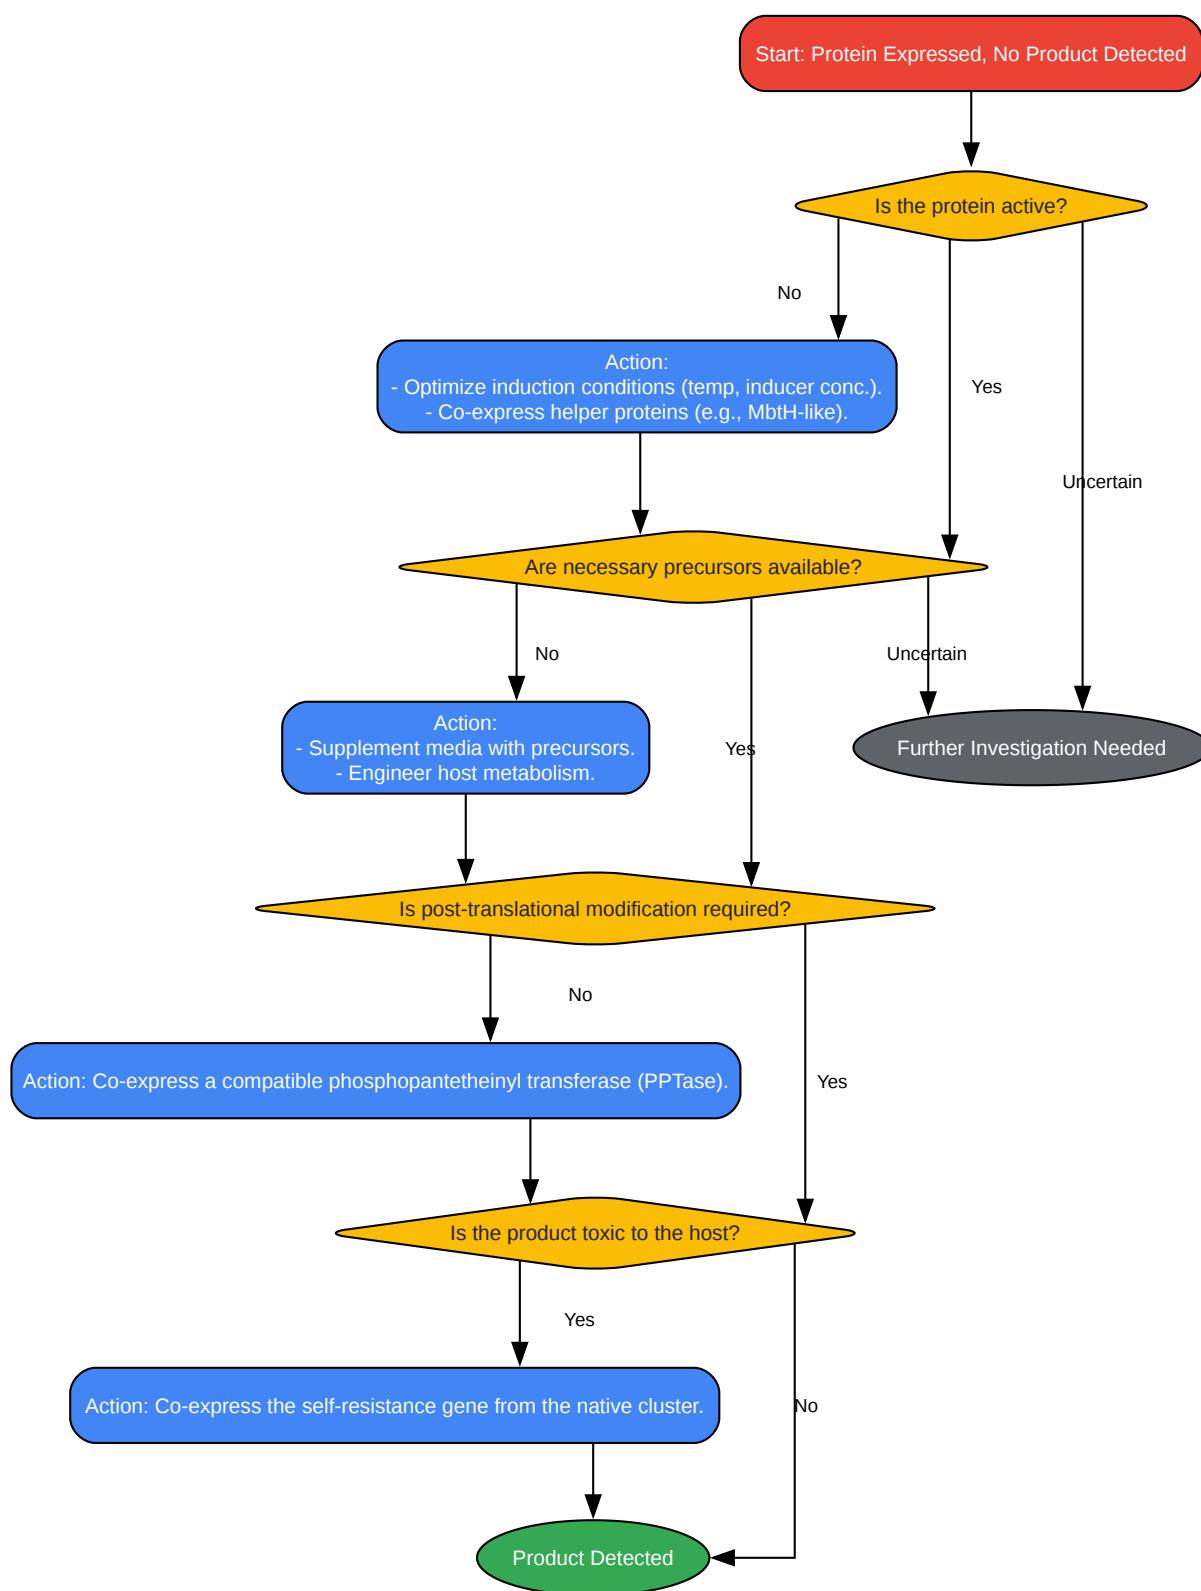 Start: Protein Expressed, No Product Detected
Is the protein active?
No
Action:
- Optimize induction conditions (temp, inducer conc.).
- Co-express helper proteins (e.g., MbtH-like).
Yes
Uncertain
Are necessary precursors available?
No
Uncertain
Action:
- Supplement media with precursors.
- Engineer host metabolism.
Yes
Further Investigation Needed
Is post-translational modification required?
No
Action: Co-express a compatible phosphopantetheinyl transferase (PPTase).
Yes
Is the product toxic to the host?
Yes
Action: Co-express the self-resistance gene from the native cluster.
No
Product Detected